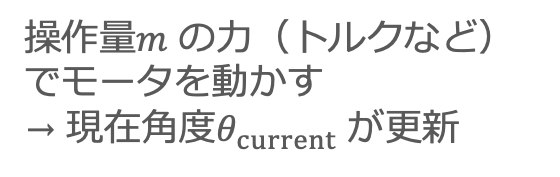 操作量m の力（トルクなど）
でモータを動かす
→ 現在角度θcurrent が更新